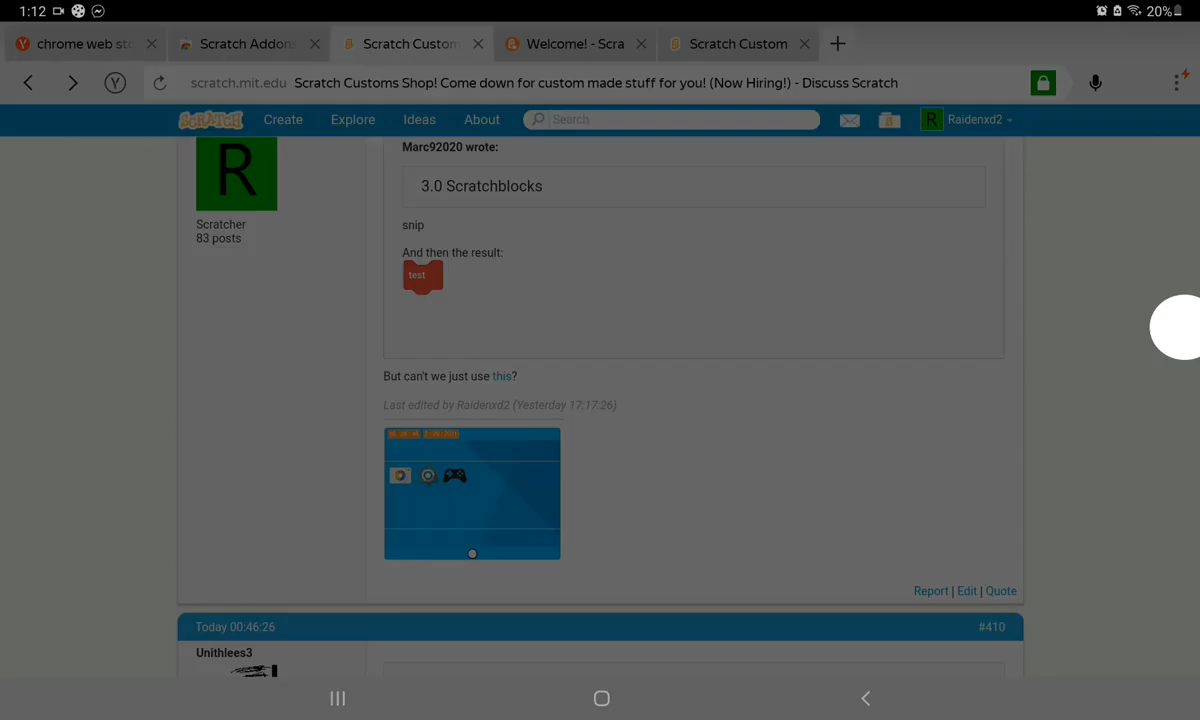 1:12
20%
chrome web sto
Scratch Addons
Scratch Custom
Welcome! - Scra
Scratch Custom
scratch.mit.edu Scratch Customs Shop! Come down for custom made stuff for you! (Now Hiring!) - Discuss Scratch
SCRATCH
Create
Explore
Ideas
About
Search
R
Raidenxd2
R
Scratcher
83 posts
Marc92020 wrote:
3.0 Scratchblocks
snip
And then the result:
test
But can't we just use this?
Last edited by Raidenxd2 (Yesterday 17:17:26)
Report | Edit | Quote
Today 00:46:26
#410
Unithlees3